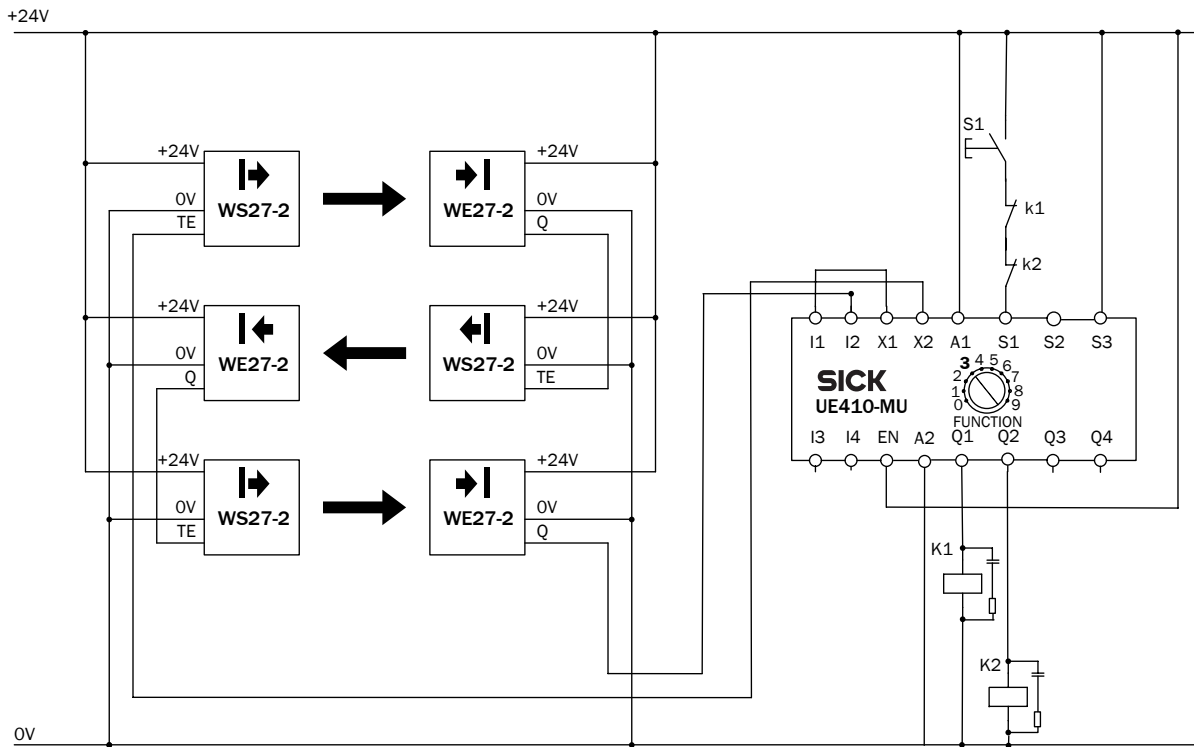 +24V
S1
k1
k2
+24V
+24V
WS27-2
WE27-2
0V
TE
0V
Q
+24V
+24V
WE27-2
WS27-2
0V
Q
0V
TE
+24V
+24V
WS27-2
WE27-2
0V
TE
0V
Q
I1 I2 X1 X2 A1 S1 S2 S3
SICK
UE410-MU
0 1 2 3 4 5 6 7 8 9
FUNCTION
I3 I4 EN A2 Q1 Q2 Q3 Q4
K1
K2
0V